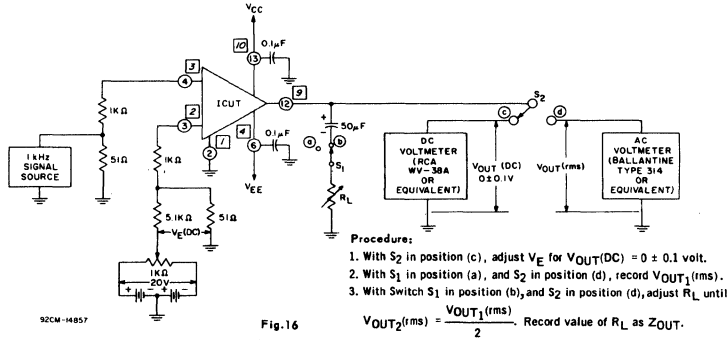 VCC
10 0.1μF
13
3
4
ICUT
9
12
S2
1KΩ
2
3
1
2
4
6
0.1μF
+
50μF
−
(a) (b)
S1
(c) (d)
1 kHz
SIGNAL
SOURCE
51Ω
1KΩ
VEE
RL
DC
VOLTMETER
(RCA
WV-38A
OR
EQUIVALENT)
VOUT(DC)
0±0.1V
VOUT(rms)
AC
VOLTMETER
(BALLANTINE
TYPE 314
OR
EQUIVALENT)
5.1KΩ
51Ω
VE(DC)
1KΩ
20V
+ − + −
Procedure:
1. With S2 in position (c), adjust VE for VOUT(DC) = 0 ± 0.1 volt.
2. With S1 in position (a), and S2 in position (d), record VOUT1(rms).
3. With Switch S1 in position (b), and S2 in position (d), adjust RL until
VOUT2(rms) = VOUT1(rms) / 2 . Record value of RL as ZOUT.
92CM-14857
Fig.16